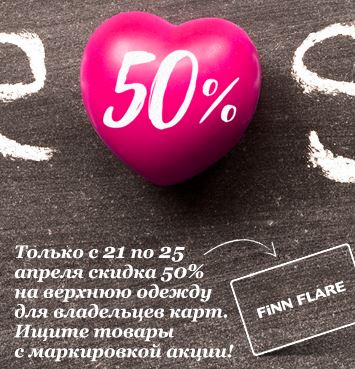 50%
Только с 21 по 25
апреля скидка 50%
на верхнюю одежду
для владельцев карт.
Ищите товары
с маркировкой акции!
FiNN FLARE